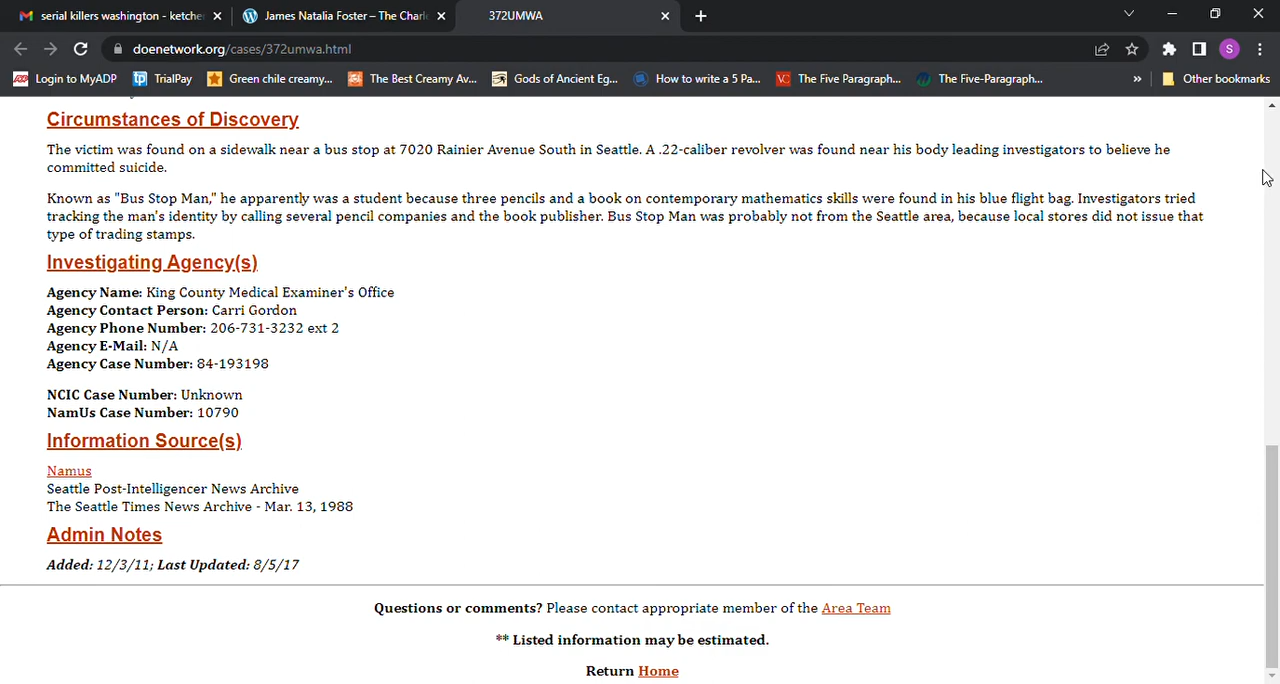 serial killers washington - ketche
James Natalia Foster – The Charl
372UMWA
doenetwork.org/cases/372umwa.html
S
Login to MyADP
tp TrialPay
Green chile creamy...
The Best Creamy Av...
Gods of Ancient Eg...
How to write a 5 Pa...
VC The Five Paragraph...
The Five-Paragraph...
» Other bookmarks
Circumstances of Discovery
The victim was found on a sidewalk near a bus stop at 7020 Rainier Avenue South in Seattle. A .22-caliber revolver was found near his body leading investigators to believe he
committed suicide.
Known as "Bus Stop Man," he apparently was a student because three pencils and a book on contemporary mathematics skills were found in his blue flight bag. Investigators tried
tracking the man's identity by calling several pencil companies and the book publisher. Bus Stop Man was probably not from the Seattle area, because local stores did not issue that
type of trading stamps.
Investigating Agency(s)
Agency Name: King County Medical Examiner's Office
Agency Contact Person: Carri Gordon
Agency Phone Number: 206-731-3232 ext 2
Agency E-Mail: N/A
Agency Case Number: 84-193198
NCIC Case Number: Unknown
NamUs Case Number: 10790
Information Source(s)
Namus
Seattle Post-Intelligencer News Archive
The Seattle Times News Archive - Mar. 13, 1988
Admin Notes
Added: 12/3/11; Last Updated: 8/5/17
Questions or comments? Please contact appropriate member of the Area Team
** Listed information may be estimated.
Return Home